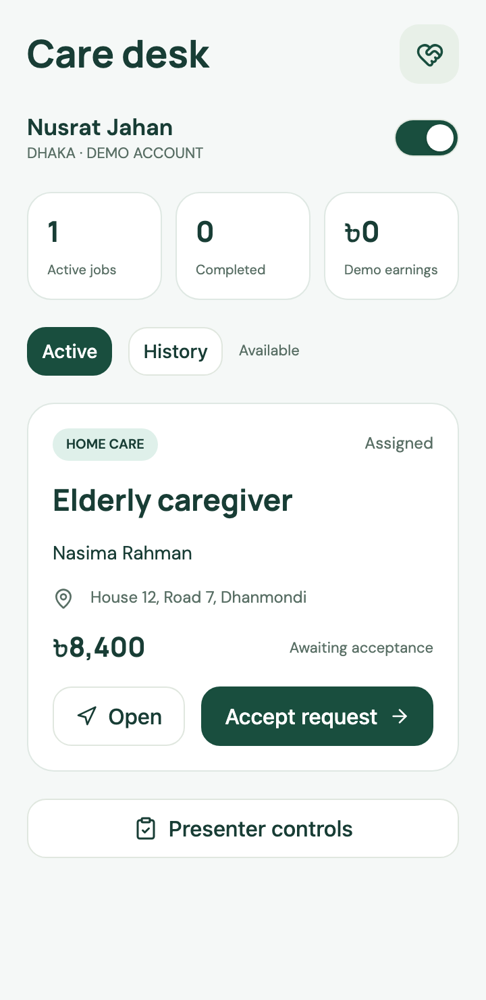 Care desk
Nusrat Jahan
DHAKA · DEMO ACCOUNT
1
Active jobs
0
Completed
৳0
Demo earnings
Active
History
Available
HOME CARE
Assigned
Elderly caregiver
Nasima Rahman
House 12, Road 7, Dhanmondi
৳8,400
Awaiting acceptance
Open
Accept request →
Presenter controls